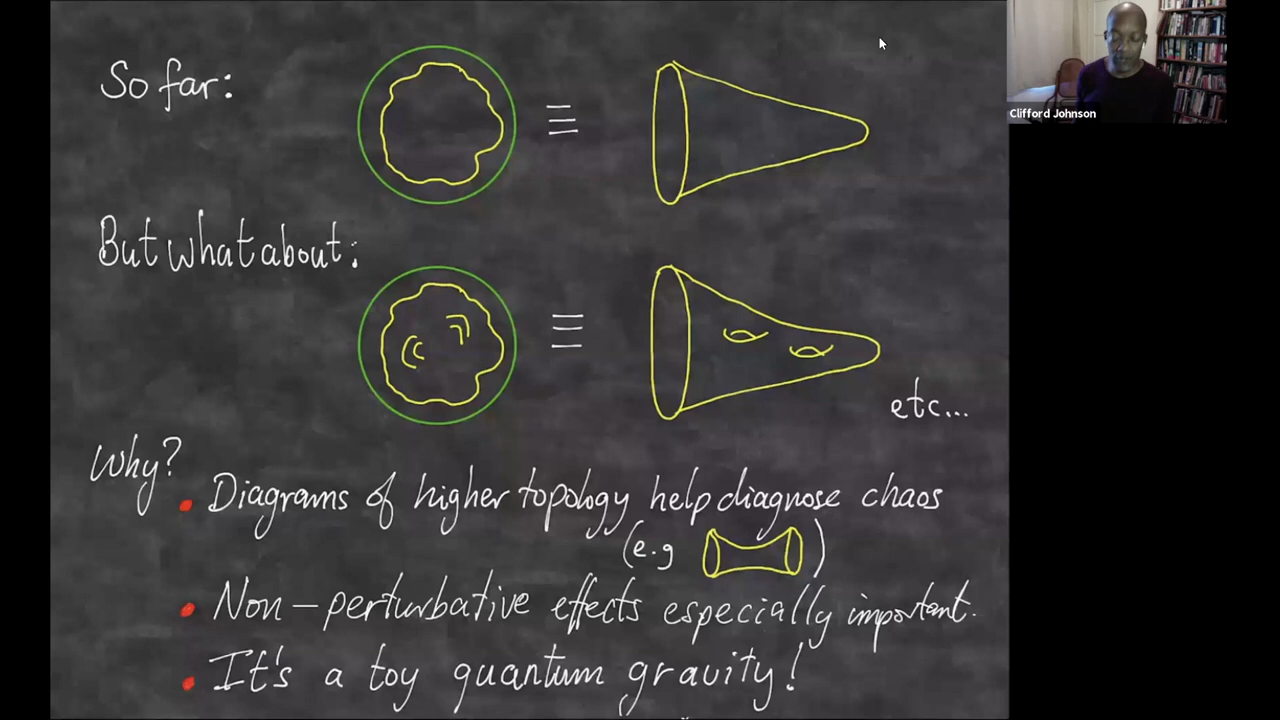 So far:
≡
Clifford Johnson
But what about:
≡
etc...
Why?
• Diagrams of higher topology help diagnose chaos
(e.g )
• Non-perturbative effects especially important.
• It's a toy quantum gravity!